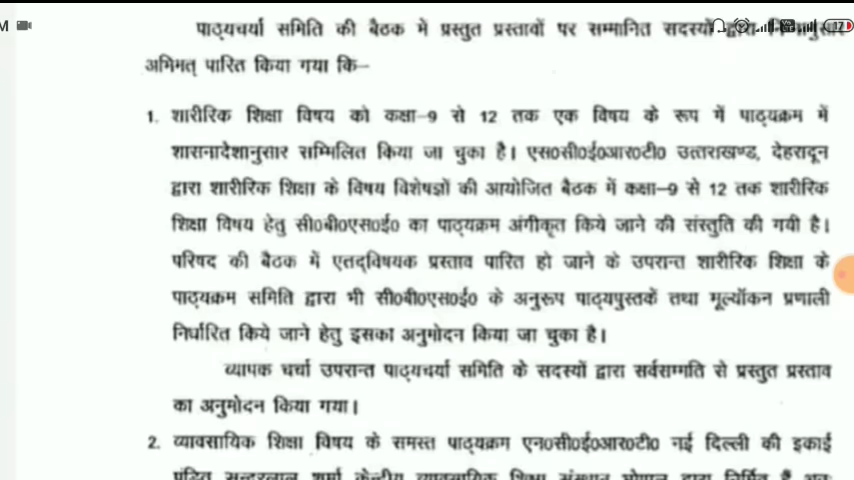 पाठ्यचर्या समिति की बैठक में प्रस्तुत प्रस्तावों पर सम्मानित सदस्यों द्वारा
अभिमत् पारित किया गया कि–
1. शारीरिक शिक्षा विषय को कक्षा-9 से 12 तक एक विषय के रूप में पाठ्यक्रम में
शासनादेशानुसार सम्मिलित किया जा चुका है। एस0सी0ई0आर0टी0 उत्तराखण्ड, देहरादून
द्वारा शारीरिक शिक्षा के विषय विशेषज्ञों की आयोजित बैठक में कक्षा-9 से 12 तक शारीरिक
शिक्षा विषय हेतु सी0बी0एस0ई0 का पाठ्यक्रम अंगीकृत किये जाने की संस्तुति की गयी है।
परिषद की बैठक में एतद्विषयक प्रस्ताव पारित हो जाने के उपरान्त शारीरिक शिक्षा के
पाठ्यक्रम समिति द्वारा भी सी0बी0एस0ई0 के अनुरूप पाठ्यपुस्तकें तथा मूल्यॉकन प्रणाली
निर्धारित किये जाने हेतु इसका अनुमोदन किया जा चुका है।
व्यापक चर्चा उपरान्त पाठ्यचर्या समिति के सदस्यों द्वारा सर्वसम्मति से प्रस्तुत प्रस्ताव
का अनुमोदन किया गया।
2. व्यावसायिक शिक्षा विषय के समस्त पाठ्यक्रम एन0सी0ई0आर0टी0 नई दिल्ली की इकाई
पंडित सुन्दरलाल शर्मा केन्द्रीय व्यावसायिक शिक्षा संस्थान भोपाल द्वारा निर्मित हैं